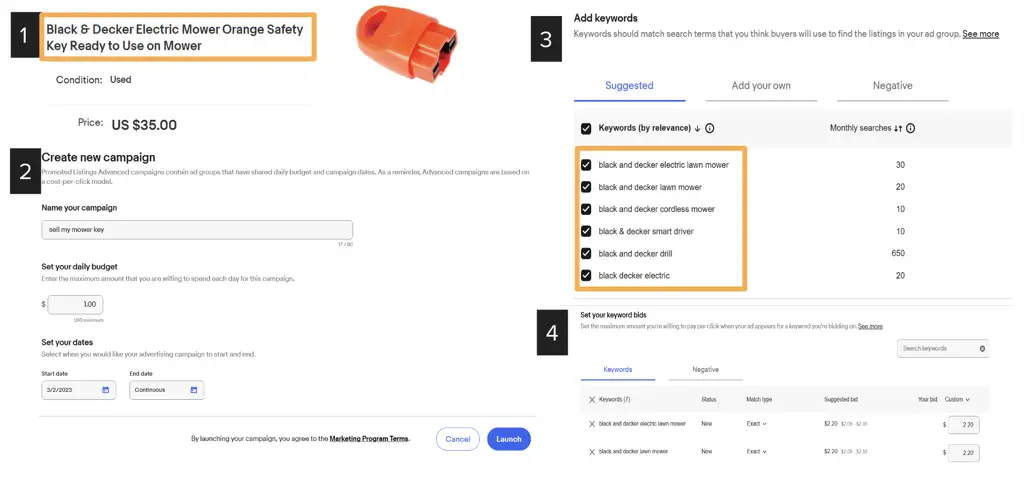 1
Black & Decker Electric Mower Orange Safety
Key Ready to Use on Mower
Condition: Used
Price: US $35.00
2
Create new campaign
Promoted Listings Advanced campaigns contain ad groups that have shared daily budget and campaign dates. As a reminder, Advanced campaigns are based on
a cost-per-click model.
Name your campaign
sell my mower key
17 / 80
Set your daily budget
Enter the maximum amount that you are willing to spend each day for this campaign.
$ 1.00
1.00 minimum
Set your dates
Select when you would like your advertising campaign to start and end.
Start date End date
3/2/2023 Continuous
By launching your campaign, you agree to the Marketing Program Terms. Cancel Launch
3
Add keywords
Keywords should match search terms that you think buyers will use to find the listings in your ad group. See more
Suggested Add your own Negative
Keywords (by relevance) Monthly searches
black and decker electric lawn mower 30
black and decker lawn mower 20
black and decker cordless mower 10
black & decker smart driver 10
black and decker drill 650
black decker electric 20
4
Set your keyword bids
Set the maximum amount you're willing to pay per click when your ad appears for a keyword you're bidding on. See more
Search keywords
Keywords Negative
Keywords (7) Status Match type Suggested bid Your bid: Custom
black and decker electric lawn mower New Exact $2.20 $ 2.20
black and decker lawn mower New Exact $2.20 $ 2.20